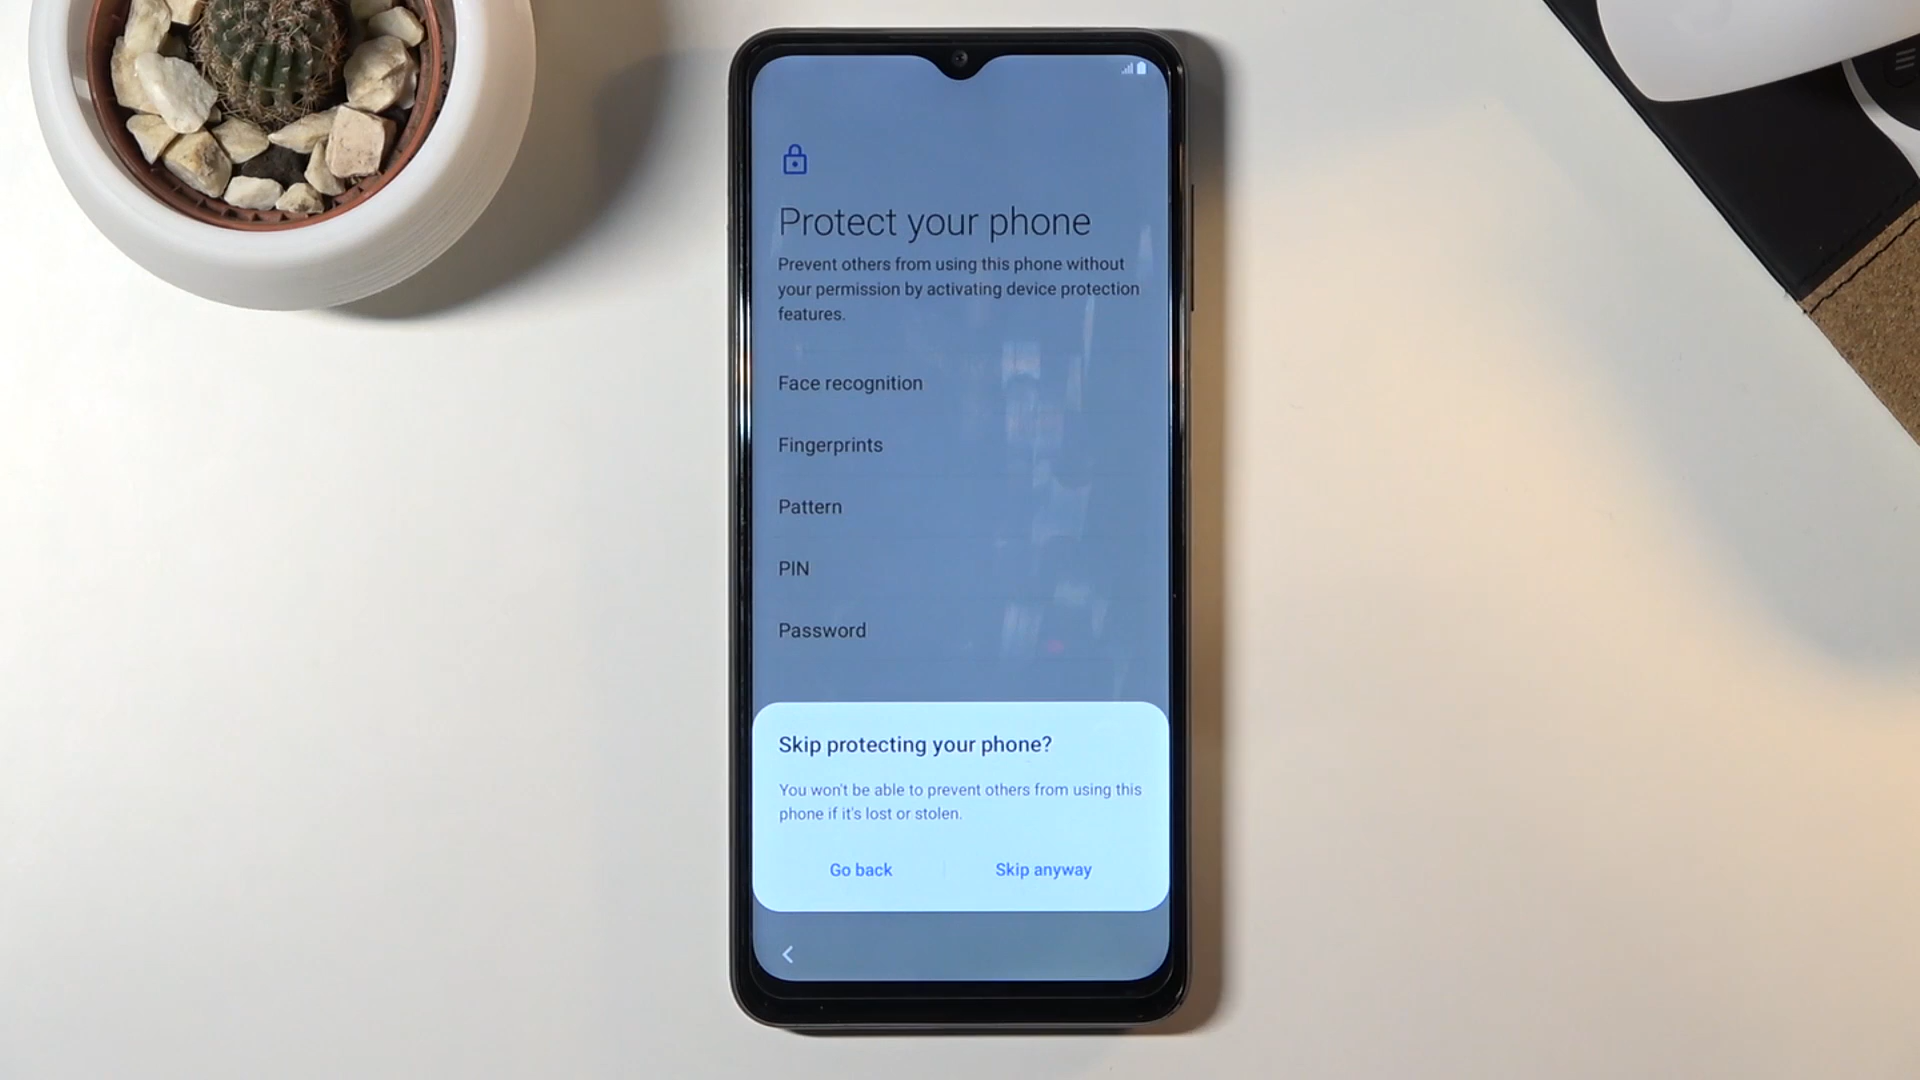 Protect your phone
Prevent others from using this phone without
your permission by activating device protection
features.
Face recognition
Fingerprints
Pattern
PIN
Password
Skip protecting your phone?
You won't be able to prevent others from using this
phone if it's lost or stolen.
Go back
Skip anyway